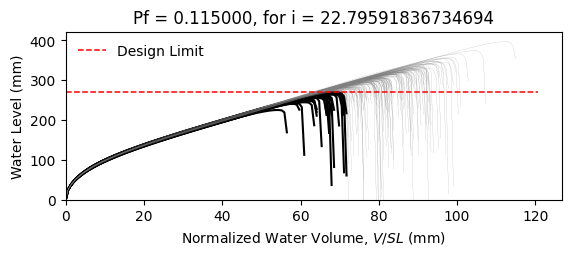 Pf = 0.115000, for i = 22.79591836734694
Design Limit
Water Level (mm)
400
300
200
100
0
0 20 40 60 80 100 120
Normalized Water Volume, V/SL (mm)